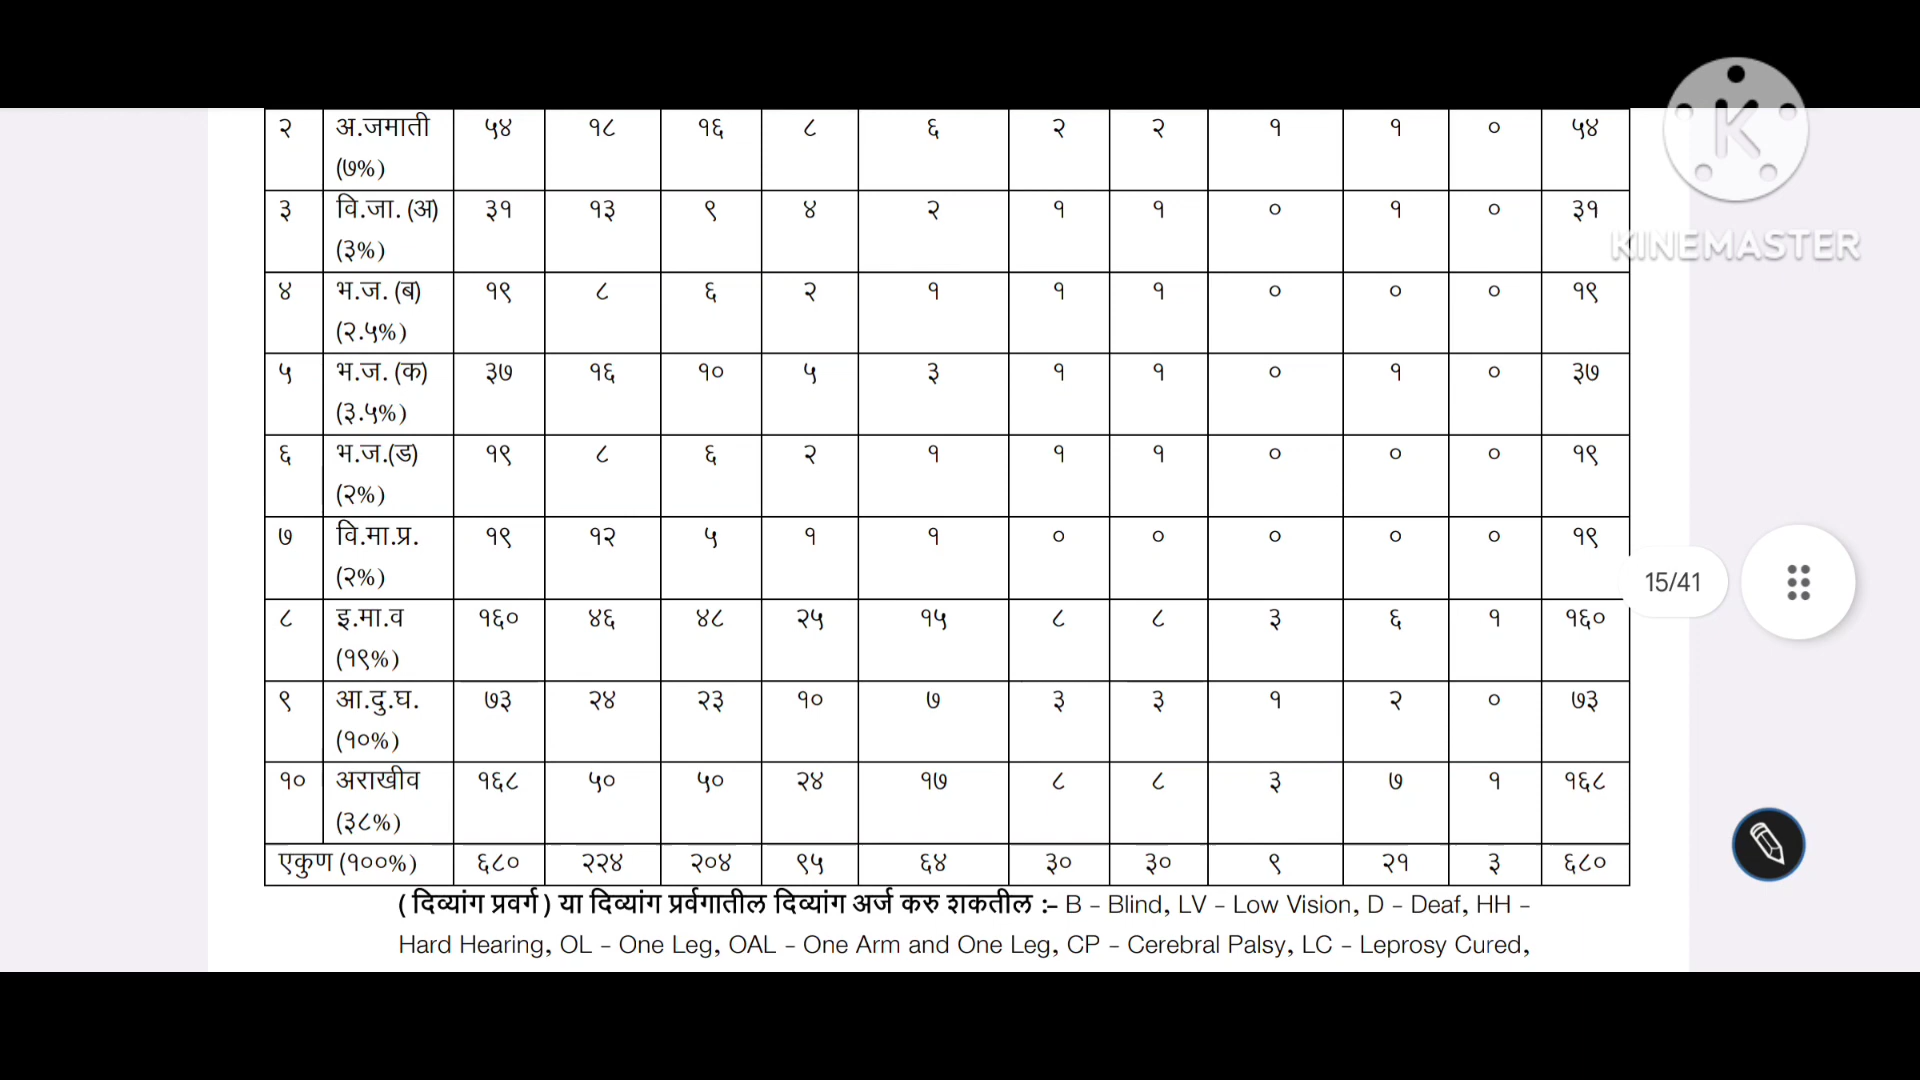 २ अ.जमाती ५४ १८ १६ ८ ६ २ २ १ १ ० ५४
(७%)
३ वि.जा. (अ) ३१ १३ ९ ४ २ १ १ ० १ ० ३१
(३%)
४ भ.ज. (ब) १९ ८ ६ २ १ १ १ ० ० ० १९
(२.५%)
५ भ.ज. (क) ३७ १६ १० ५ ३ १ १ ० १ ० ३७
(३.५%)
६ भ.ज.(ड) १९ ८ ६ २ १ १ १ ० ० ० १९
(२%)
७ वि.मा.प्र. १९ १२ ५ १ १ ० ० ० ० ० १९
(२%)
८ इ.मा.व १६० ४६ ४८ २५ १५ ८ ८ ३ ६ १ १६०
(१९%)
९ आ.दु.घ. ७३ २४ २३ १० ७ ३ ३ १ २ ० ७३
(१०%)
१० अराखीव १६८ ५० ५० २४ १७ ८ ८ ३ ७ १ १६८
(३८%)
एकुण (१००%) ६८० २२४ २०४ ९५ ६४ ३० ३० ९ २१ ३ ६८०
( दिव्यांग प्रवर्ग ) या दिव्यांग प्रर्वगातील दिव्यांग अर्ज करु शकतील :– B – Blind, LV – Low Vision, D – Deaf, HH –
Hard Hearing, OL – One Leg, OAL – One Arm and One Leg, CP – Cerebral Palsy, LC – Leprosy Cured,
K
KINEMASTER
15/41